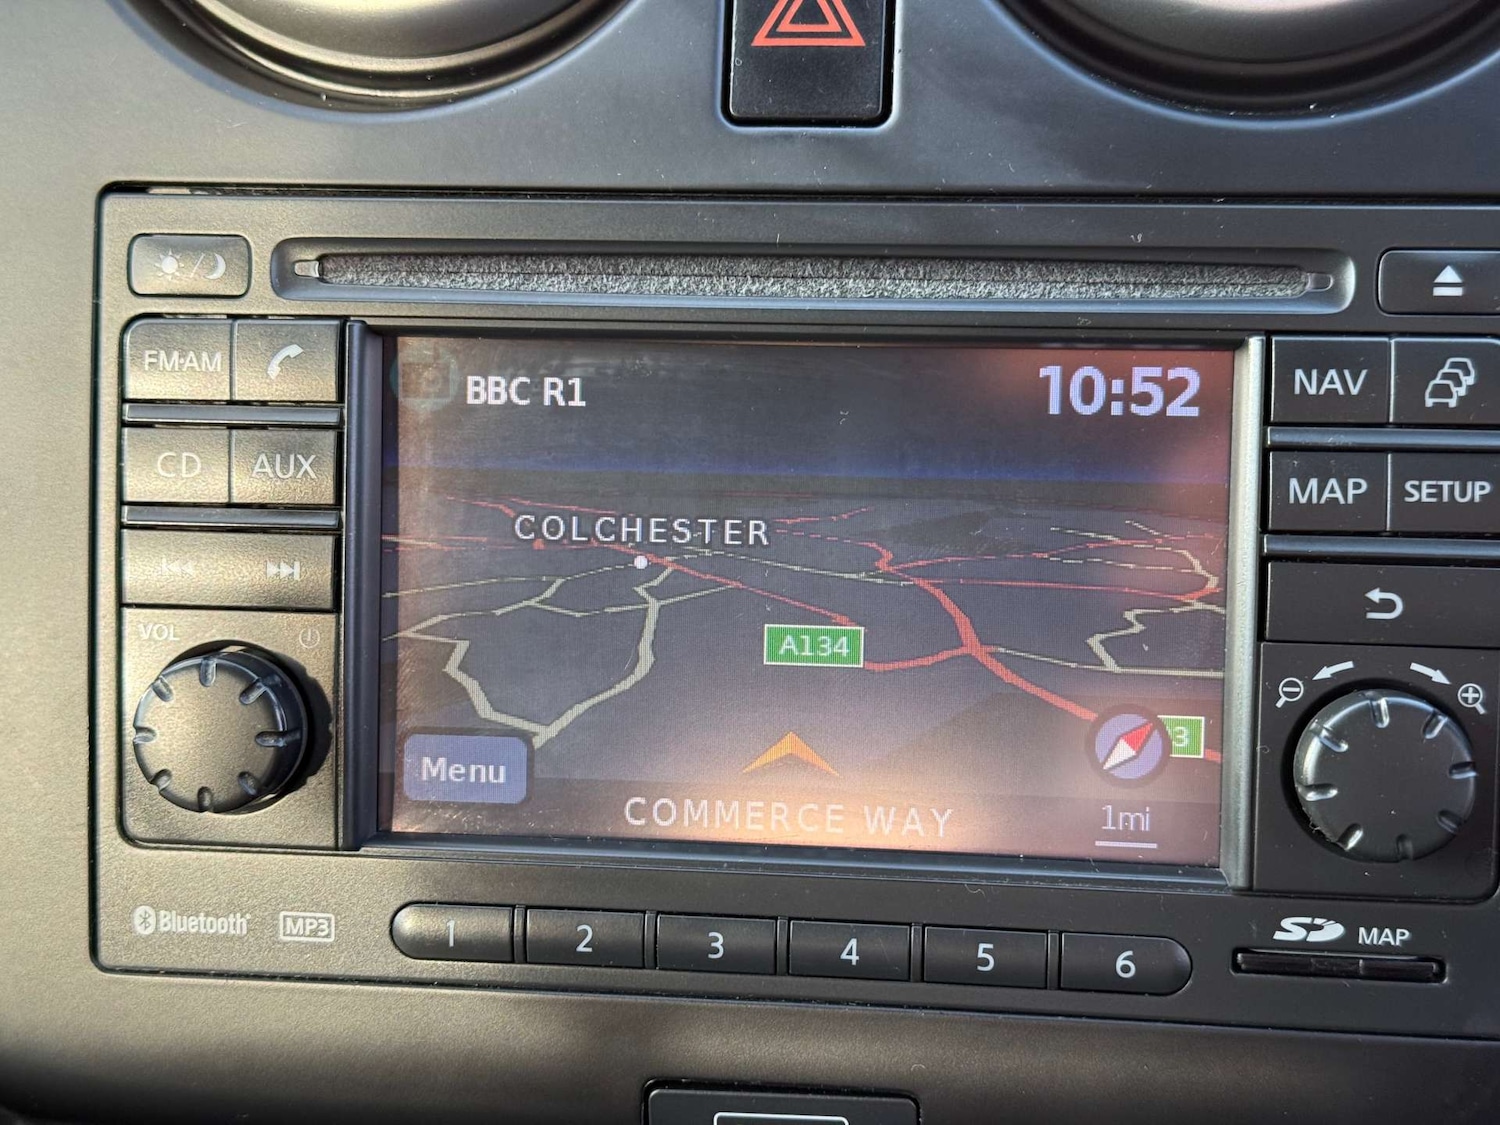 FM·AM
CD
AUX
VOL
BBC R1
10:52
COLCHESTER
A134
3
Menu
COMMERCE WAY
1mi
NAV
MAP
SETUP
Bluetooth
MP3
1
2
3
4
5
6
SD MAP